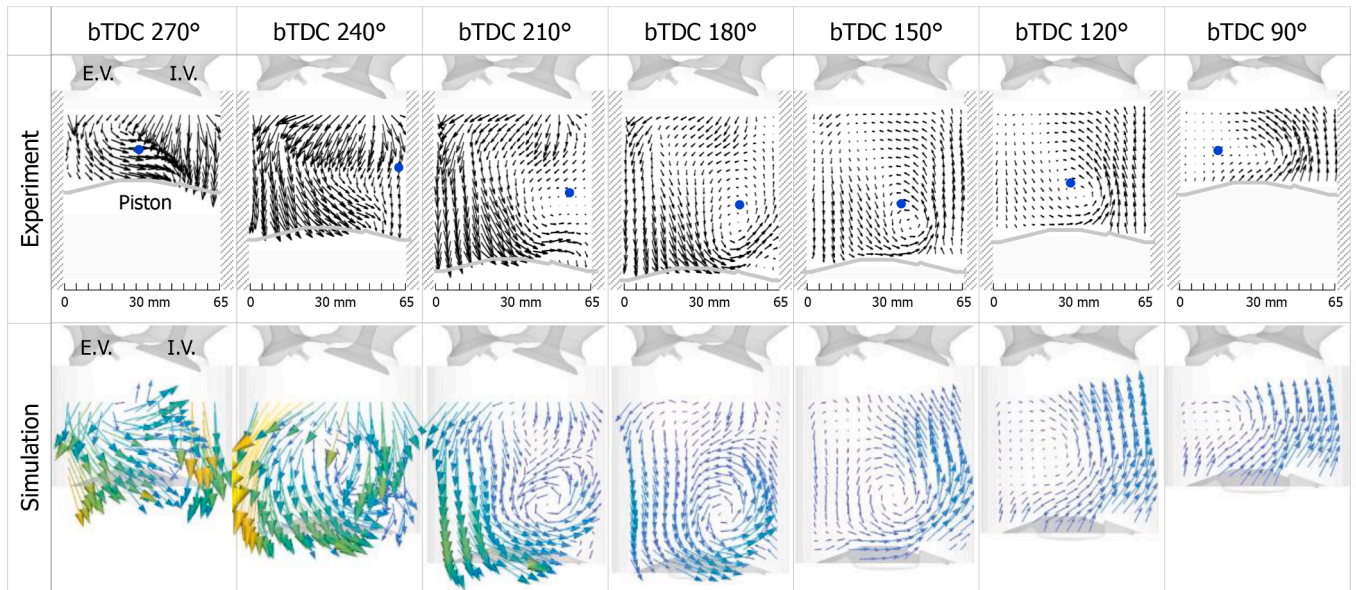 bTDC 270° bTDC 240° bTDC 210° bTDC 180° bTDC 150° bTDC 120° bTDC 90°
Experiment
E.V. I.V.
Piston
0 30 mm 65 0 30 mm 65 0 30 mm 65 0 30 mm 65 0 30 mm 65 0 30 mm 65 0 30 mm 65
Simulation
E.V. I.V.